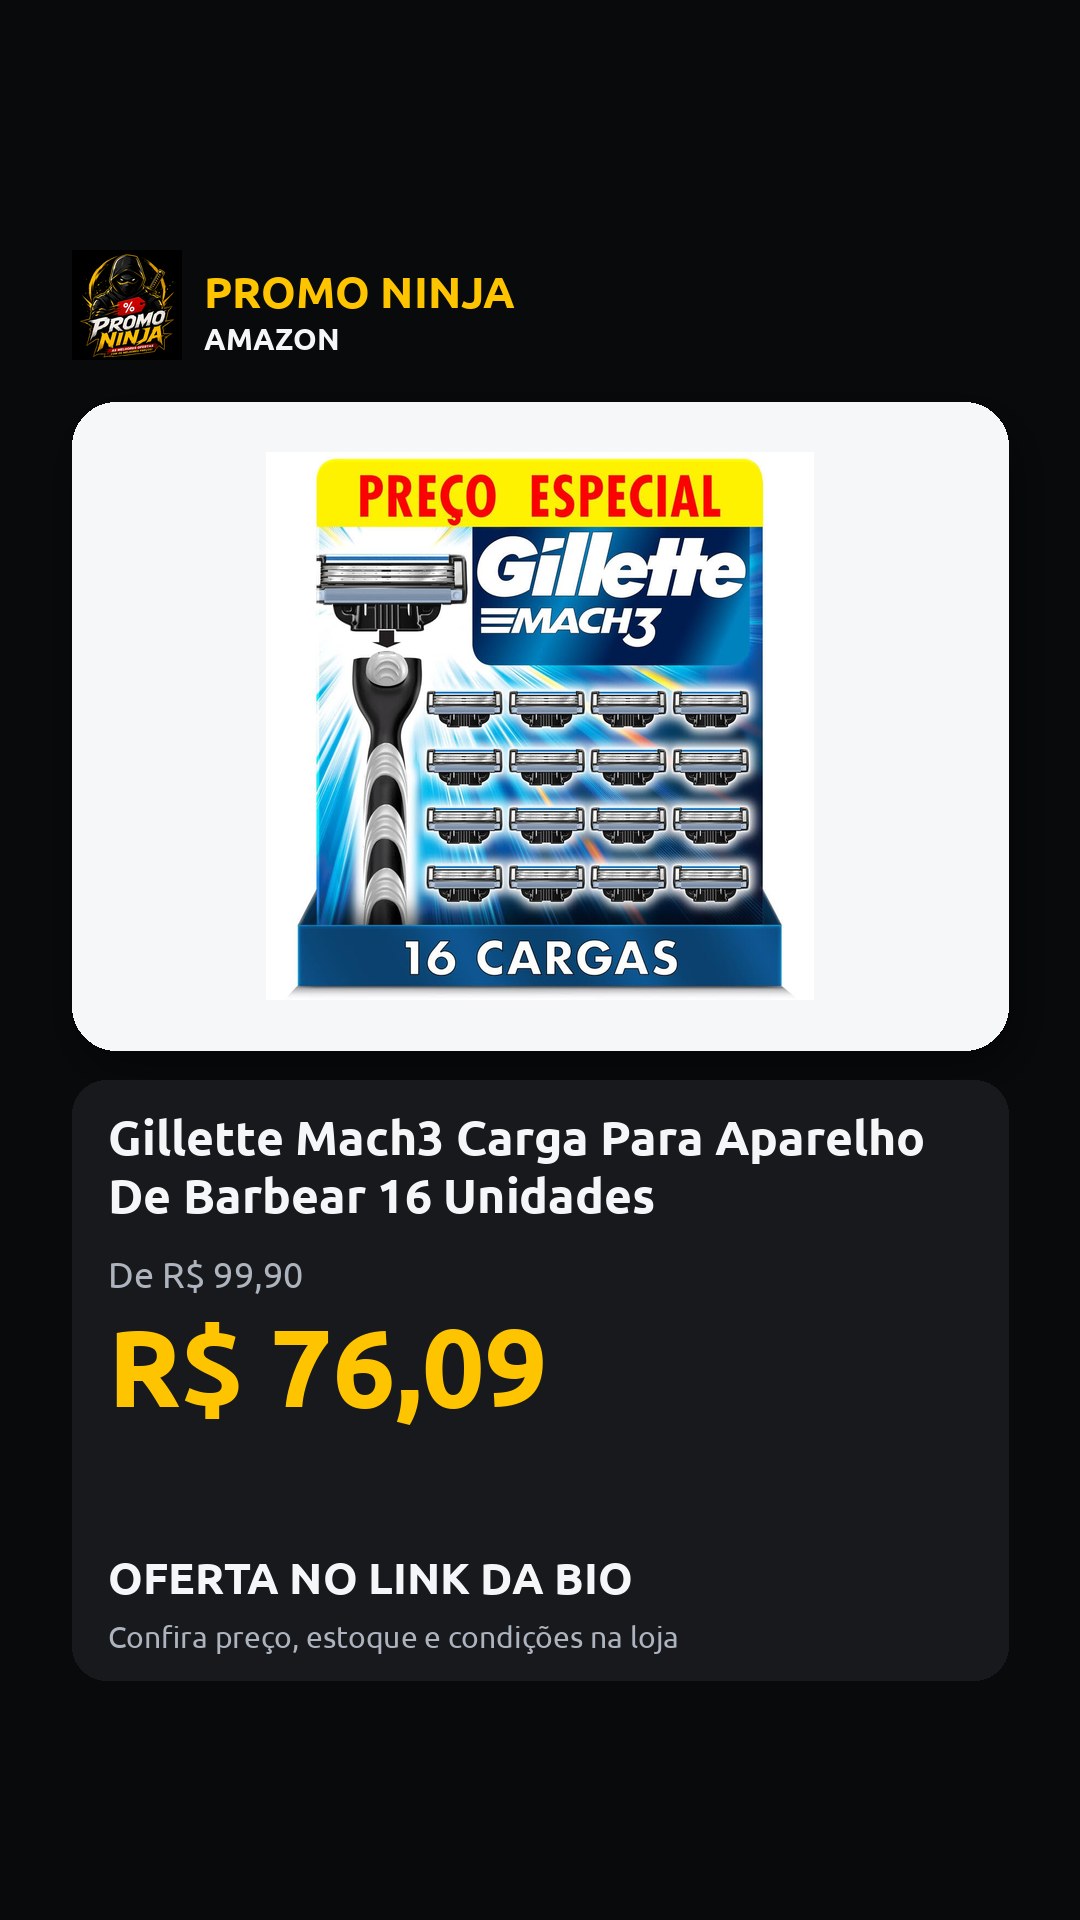 PROMO NINJA
AMAZON
%
PROMO
NINJA
PREÇO ESPECIAL
Gillette
MACH3
16 CARGAS
Gillette Mach3 Carga Para Aparelho
De Barbear 16 Unidades
De R$ 99,90
R$ 76,09
OFERTA NO LINK DA BIO
Confira preço, estoque e condições na loja